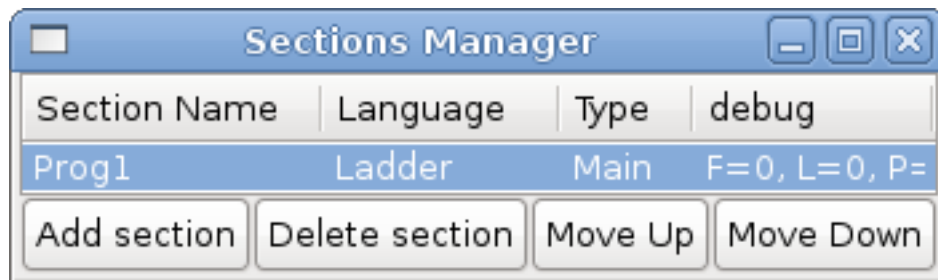 Sections Manager
Section Name Language Type debug
Prog1 Ladder Main F=0, L=0, P=
Add section Delete section Move Up Move Down